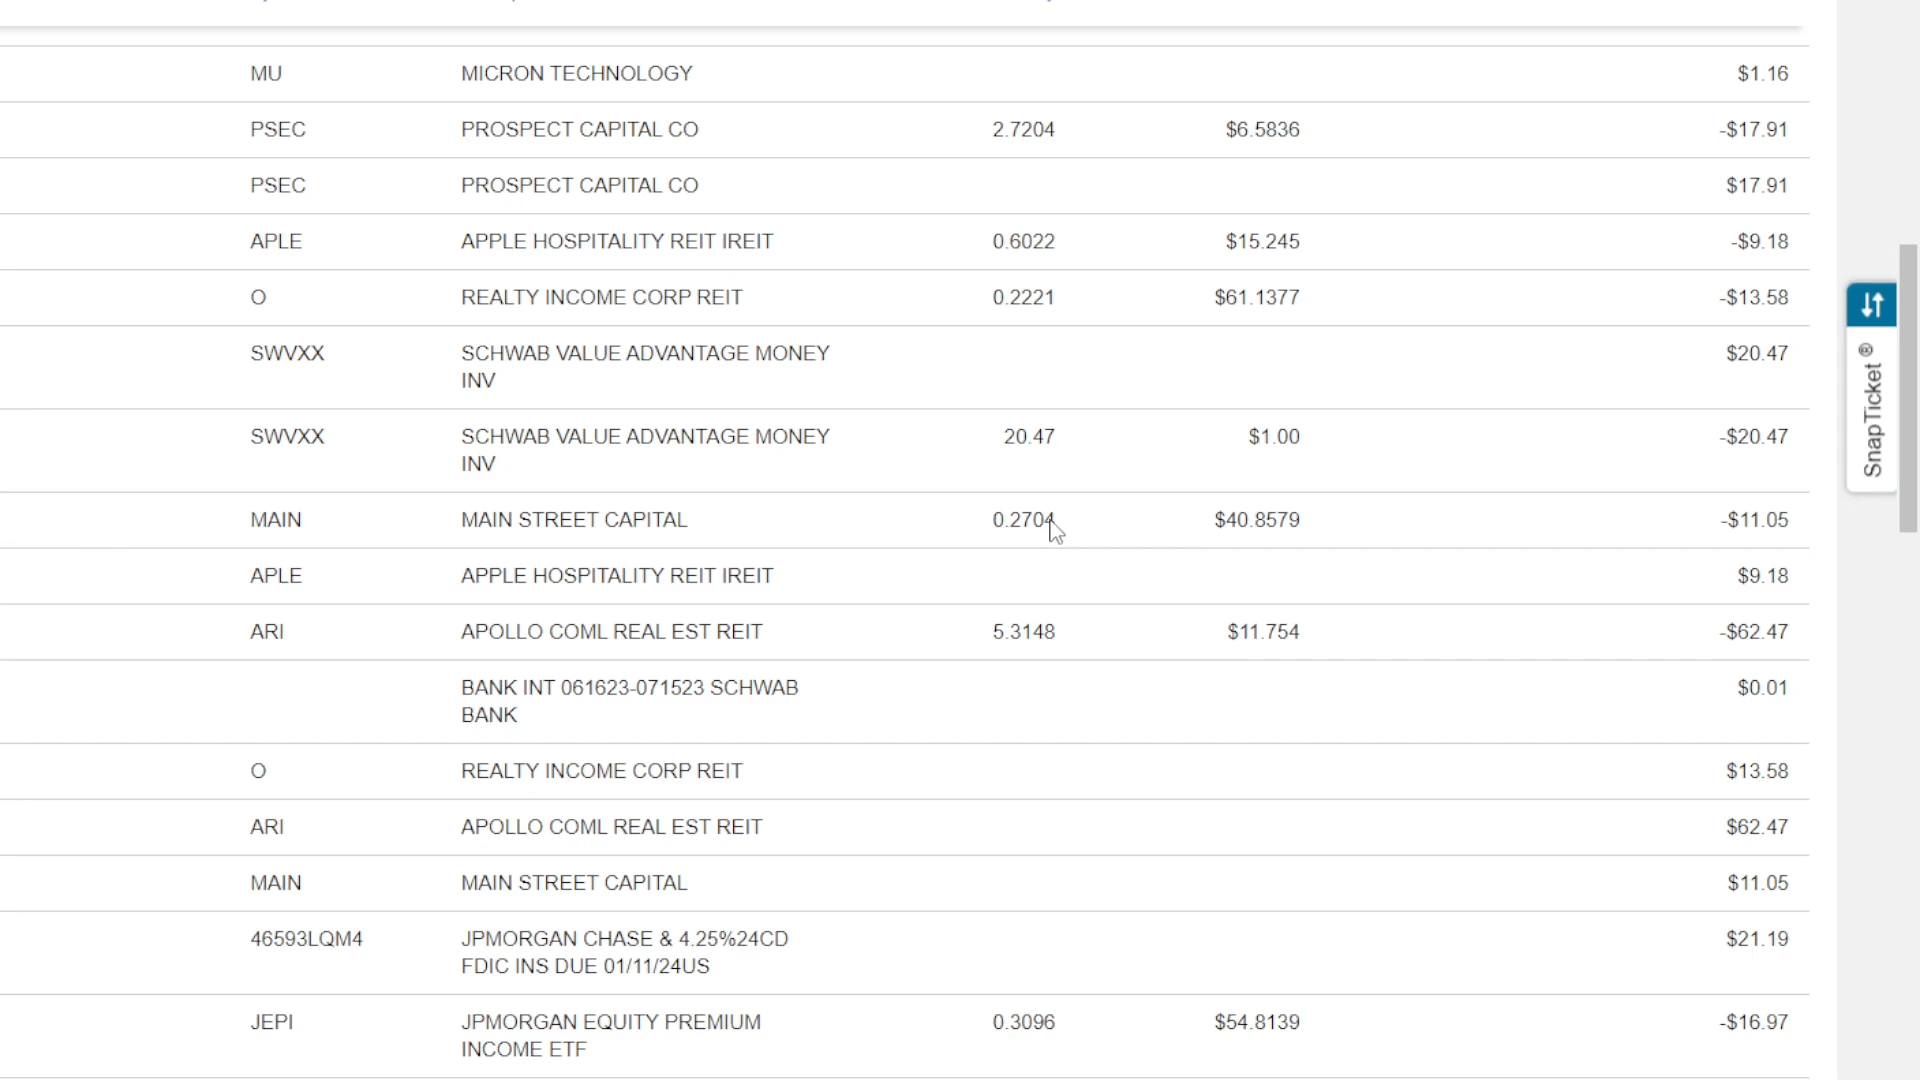 MU MICRON TECHNOLOGY $1.16
PSEC PROSPECT CAPITAL CO 2.7204 $6.5836 -$17.91
PSEC PROSPECT CAPITAL CO $17.91
APLE APPLE HOSPITALITY REIT IREIT 0.6022 $15.245 -$9.18
O REALTY INCOME CORP REIT 0.2221 $61.1377 -$13.58
SWVXX SCHWAB VALUE ADVANTAGE MONEY $20.47
INV
SWVXX SCHWAB VALUE ADVANTAGE MONEY 20.47 $1.00 -$20.47
INV
MAIN MAIN STREET CAPITAL 0.2704 $40.8579 -$11.05
APLE APPLE HOSPITALITY REIT IREIT $9.18
ARI APOLLO COML REAL EST REIT 5.3148 $11.754 -$62.47
BANK INT 061623-071523 SCHWAB $0.01
BANK
O REALTY INCOME CORP REIT $13.58
ARI APOLLO COML REAL EST REIT $62.47
MAIN MAIN STREET CAPITAL $11.05
46593LQM4 JPMORGAN CHASE & 4.25%24CD $21.19
FDIC INS DUE 01/11/24US
JEPI JPMORGAN EQUITY PREMIUM 0.3096 $54.8139 -$16.97
INCOME ETF
SnapTicket®